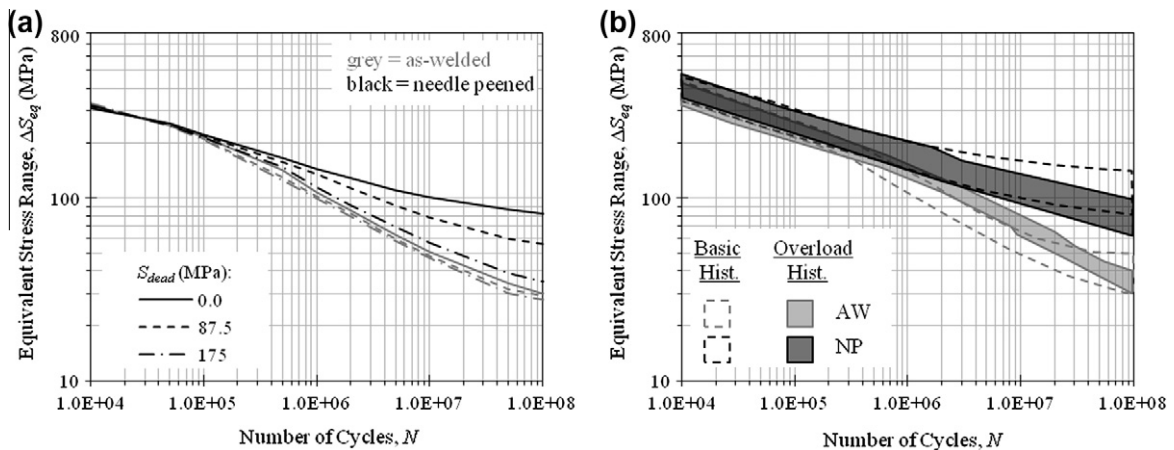 (a)
Equivalent Stress Range, ΔS_eq (MPa)
800
100
10
grey = as-welded
black = needle peened
S_dead (MPa):
0.0
87.5
175
1.0E+04 1.0E+05 1.0E+06 1.0E+07 1.0E+08
Number of Cycles, N
(b)
Equivalent Stress Range, ΔS_eq (MPa)
800
100
10
Basic Overload
Hist. Hist.
AW
NP
1.0E+04 1.0E+05 1.0E+06 1.0E+07 1.0E+08
Number of Cycles, N